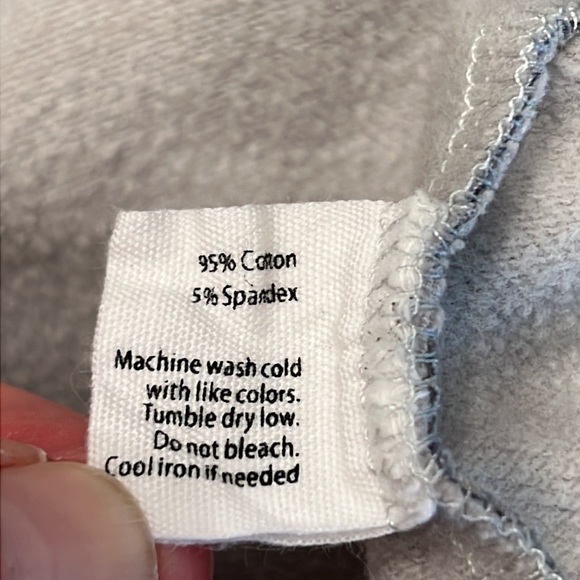 95% Cotton
5% Spandex
Machine wash cold
with like colors.
Tumble dry low.
Do not bleach.
Cool iron if needed